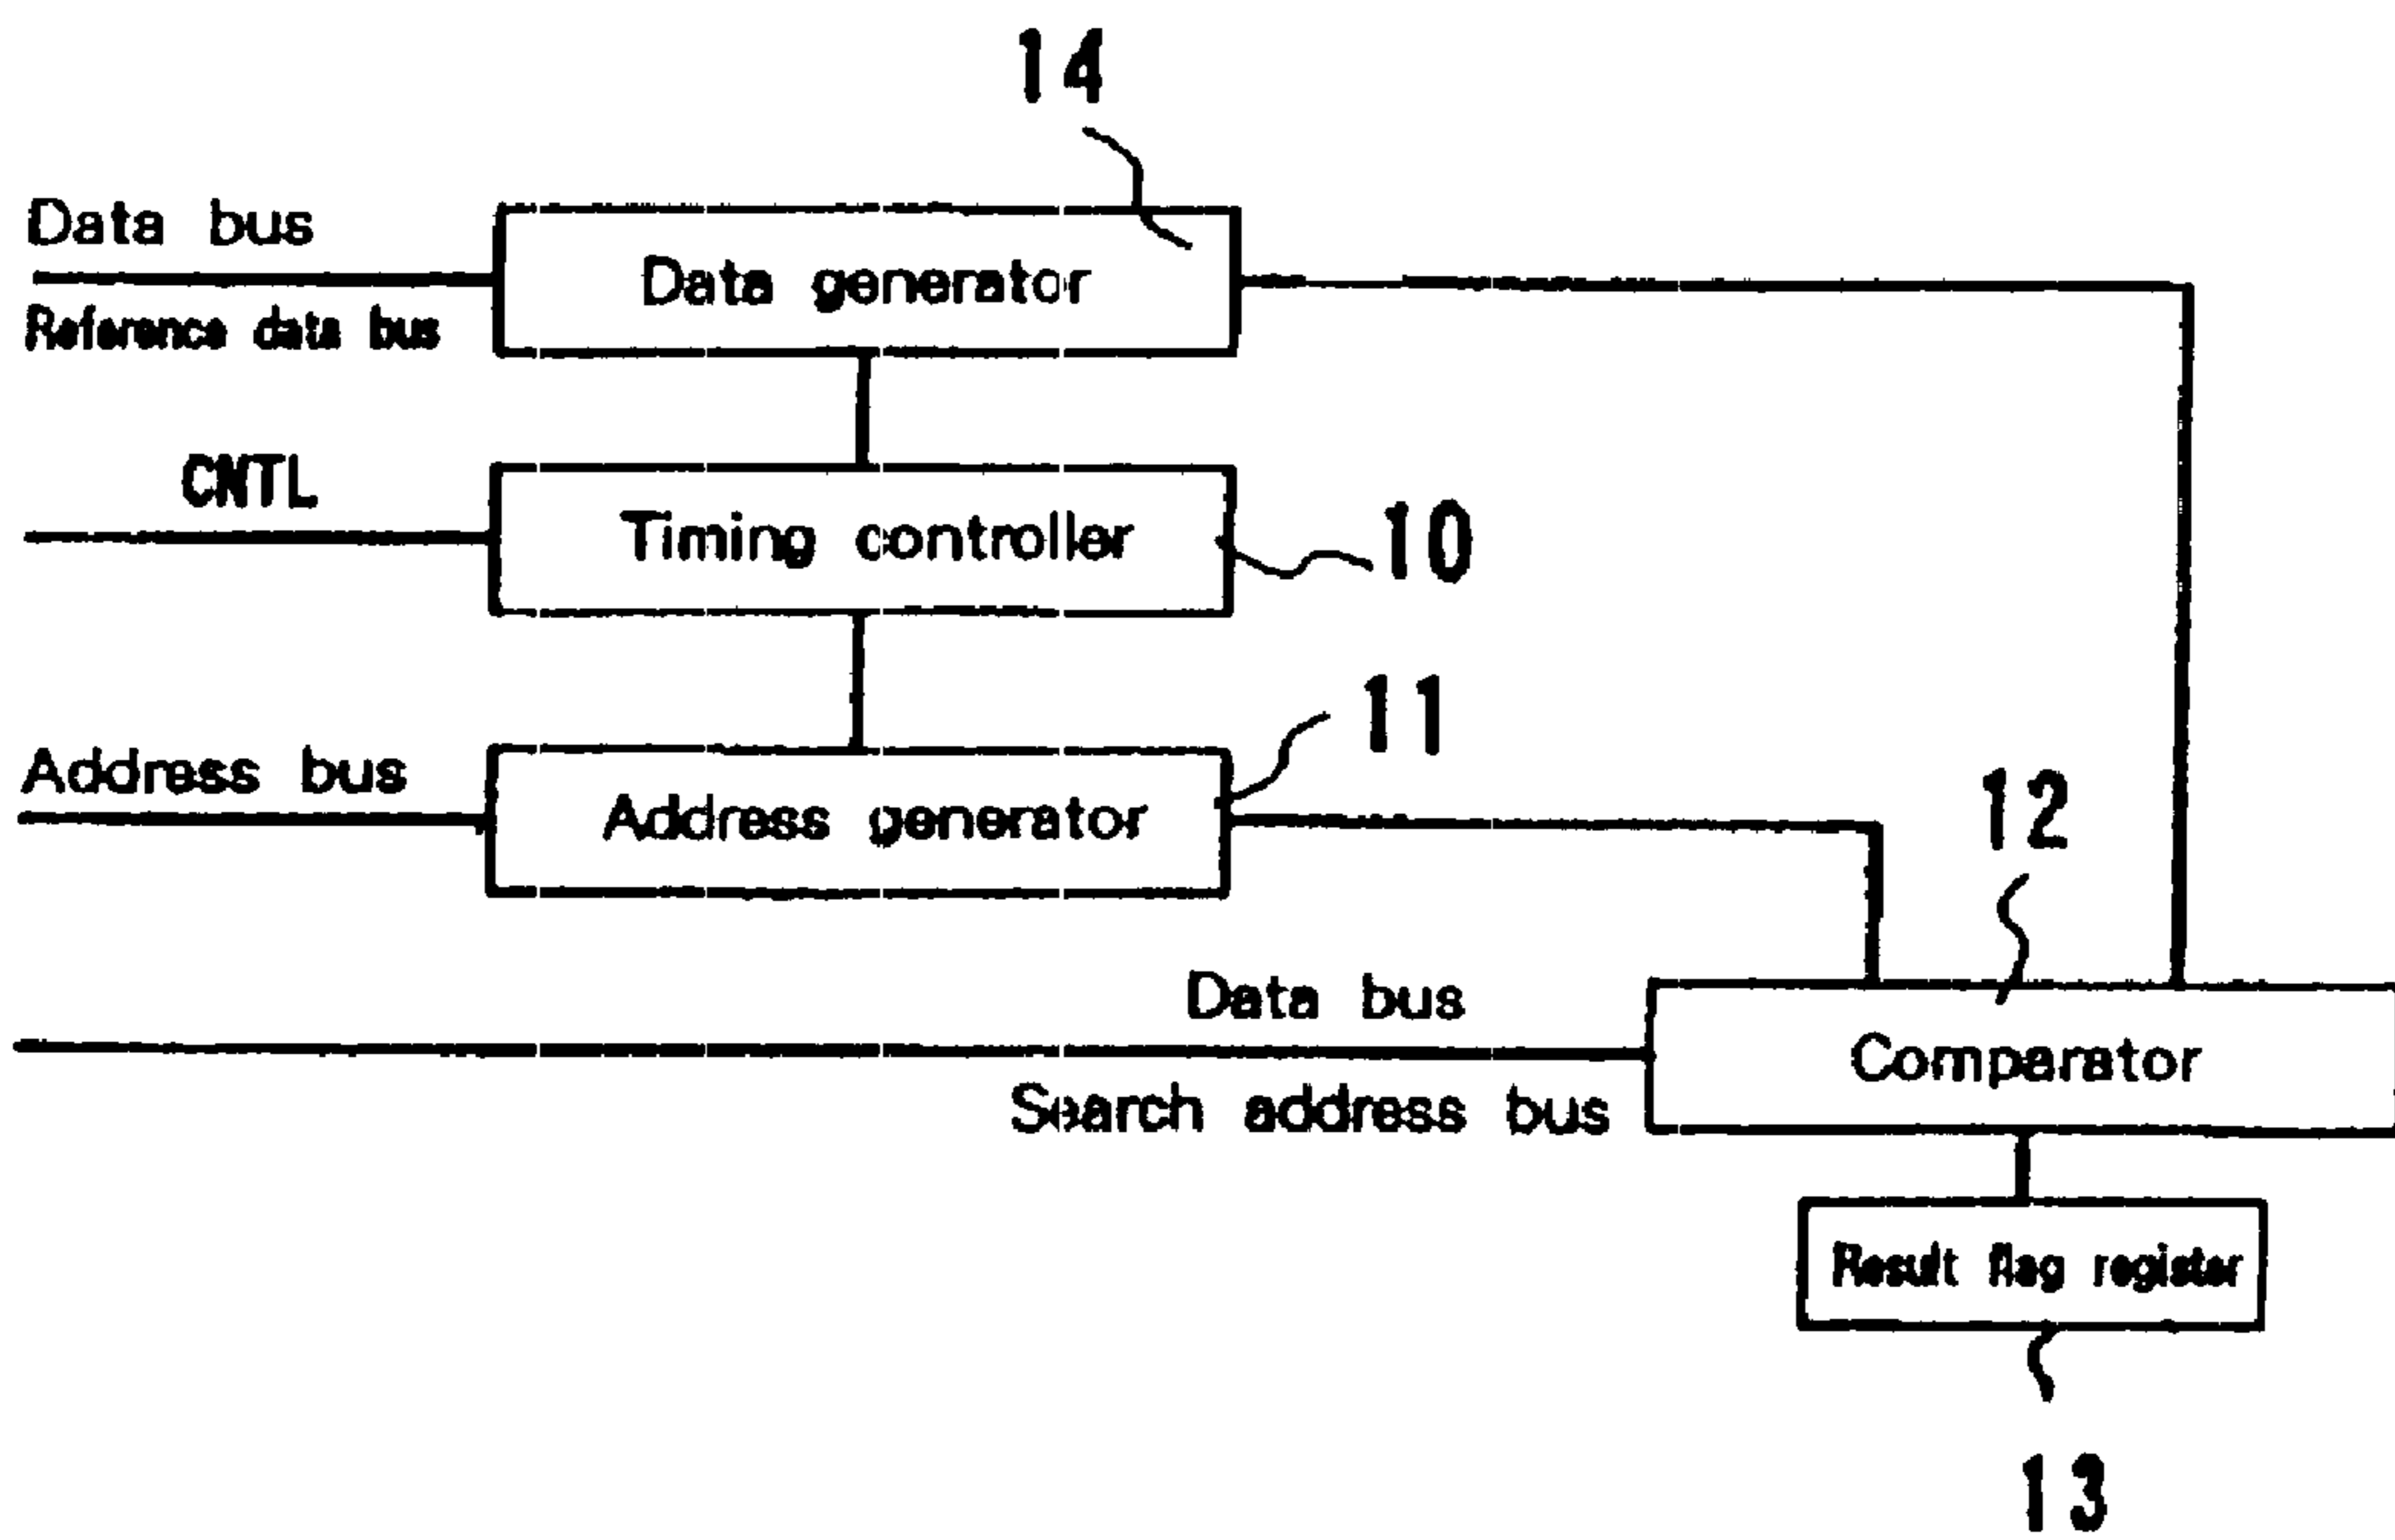 14
Data bus
Data generator
Reference data bus
CNTL
Timing controller
10
11
Address bus
Address generator
12
Data bus
Comparator
Search address bus
Result flag register
13